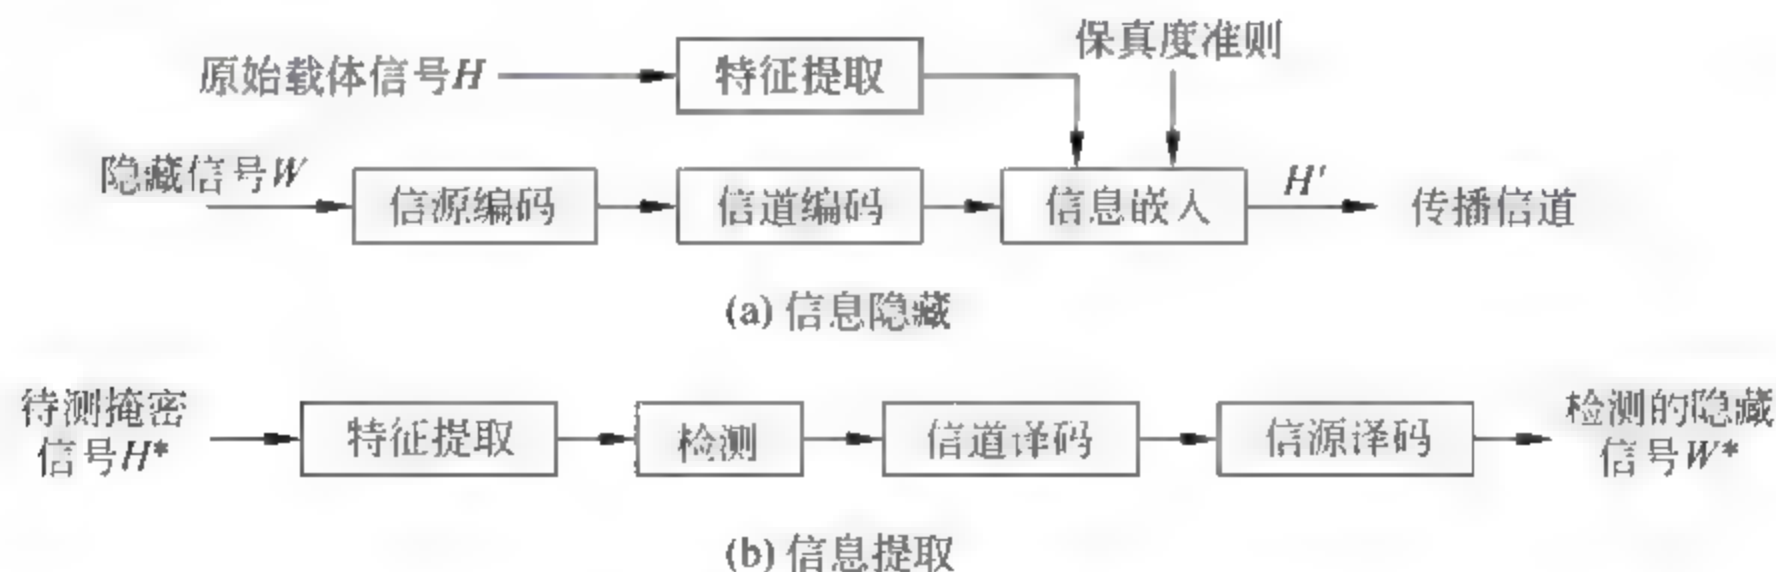 保真度准则
原始载体信号H
特征提取
隐藏信号W
信源编码
信道编码
信息嵌入
H'
传播信道
(a) 信息隐藏
待测掩密
信号H*
特征提取
检测
信道译码
信源译码
检测的隐藏
信号W*
(b) 信息提取